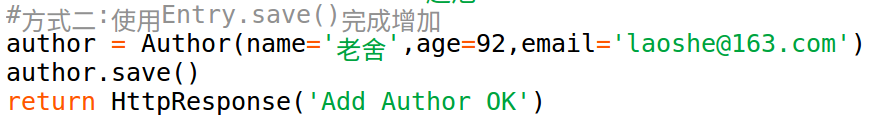 #方式二:使用Entry.save()完成增加
author = Author(name='老舍',age=92,email='laoshe@163.com')
author.save()
return HttpResponse('Add Author OK')